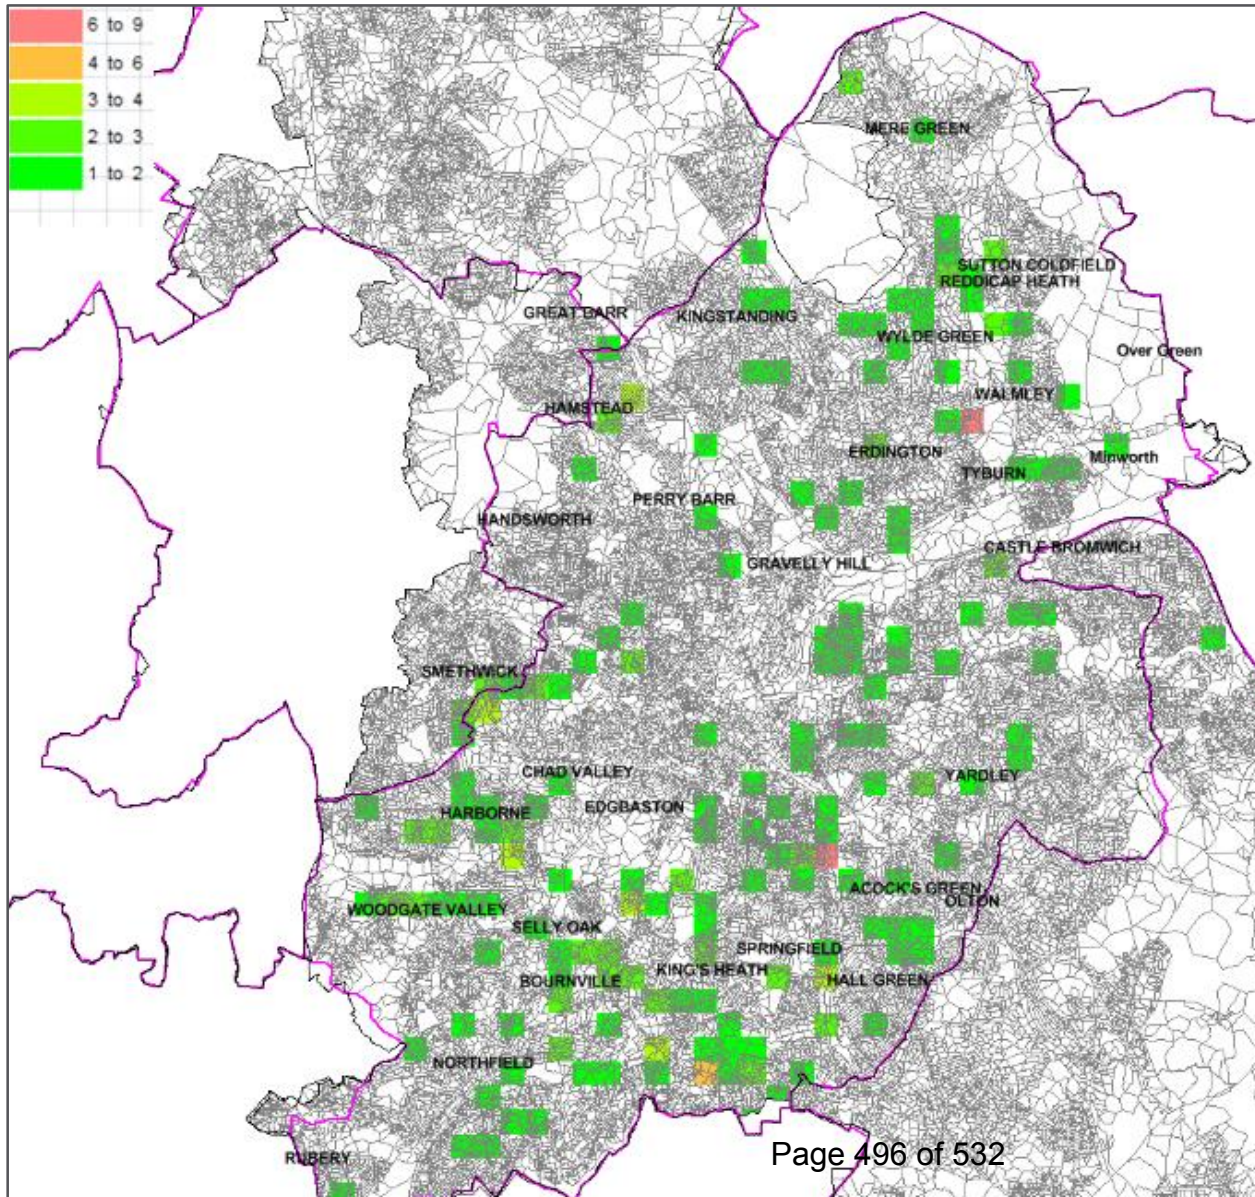 6 to 9
4 to 6
3 to 4
2 to 3
1 to 2
MERE GREEN
SUTTON COLDFIELD
REDDICAP HEATH
GREAT BARR
KINGSTANDING
WYLDE GREEN
Over Green
WALMLEY
HAMSTEAD
ERDINGTON
Minworth
TYBURN
PERRY BARR
HANDSWORTH
CASTLE BROMWICH
GRAVELLY HILL
SMETHWICK
CHAD VALLEY
YARDLEY
EDGBASTON
HARBORNE
ACOCK'S GREEN
OLTON
WOODGATE VALLEY
SELLY OAK
SPRINGFIELD
KING'S HEATH
BOURNVILLE
HALL GREEN
NORTHFIELD
RUBERY
Page 496 of 532